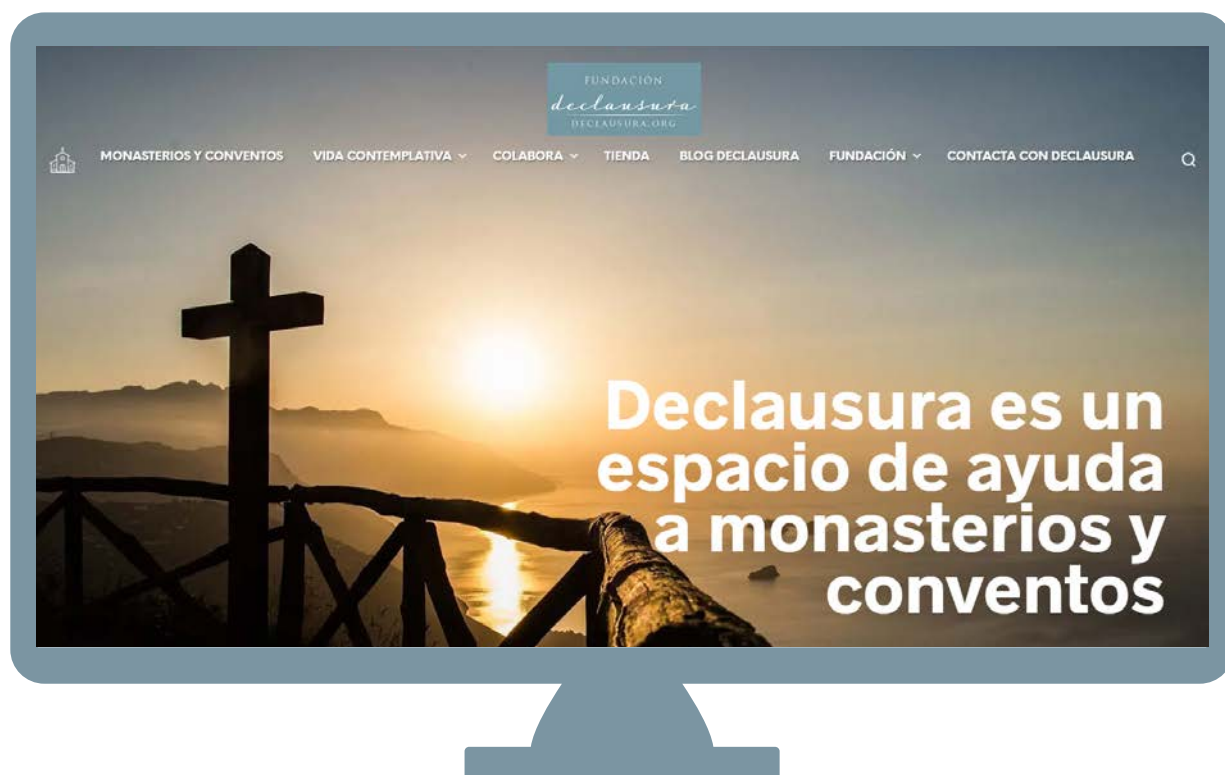 FUNDACIÓN
declausura
DECLAUSURA.ORG
MONASTERIOS Y CONVENTOS VIDA CONTEMPLATIVA COLABORA TIENDA BLOG DECLAUSURA FUNDACIÓN CONTACTA CON DECLAUSURA
Declausura es un
espacio de ayuda
a monasterios y
conventos